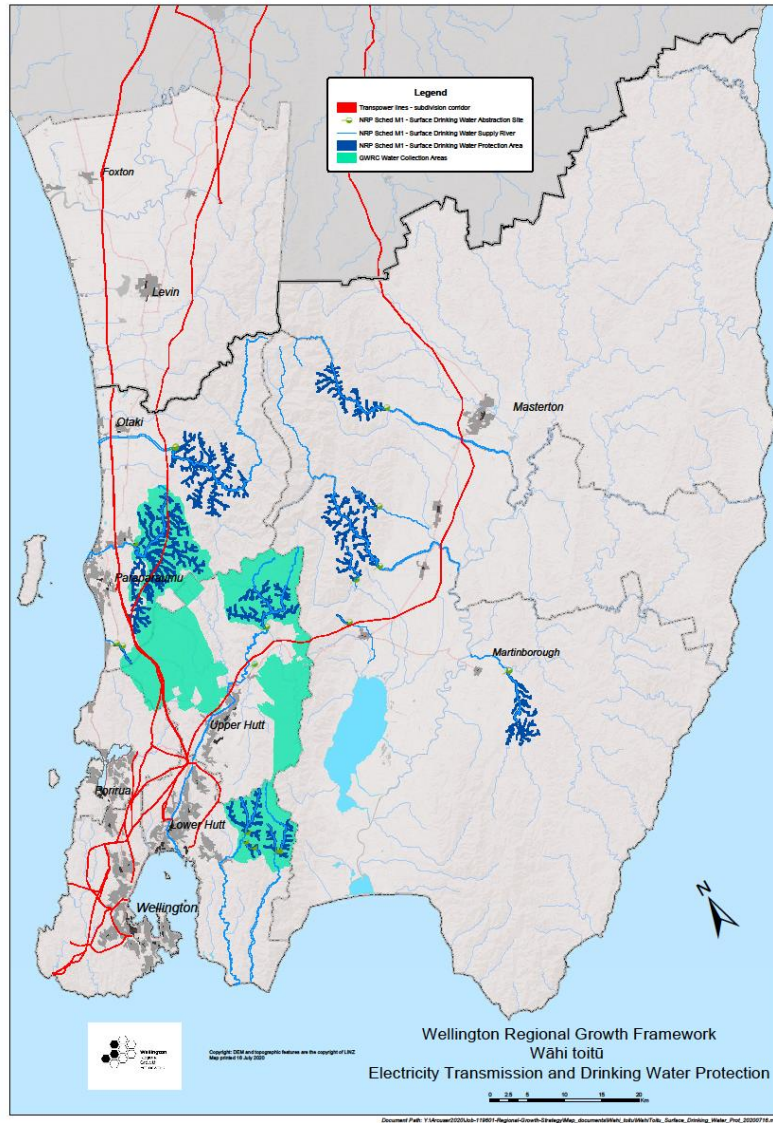 Legend
Transpower lines - subdivision corridor
NRP Sched M1 - Surface Drinking Water Abstraction Site
NRP Sched M1 - Surface Drinking Water Supply River
NRP Sched M1 - Surface Drinking Water Protection Area
GWRC Water Collection Areas
Foxton
Levin
Otaki
Masterton
Paraparaumu
Martinborough
Upper Hutt
Porirua
Lower Hutt
Wellington
N
Wellington
Copyright: DEM and topographic features are the copyright of LINZ
Map printed 16 July 2020
Wellington Regional Growth Framework
Wāhi toitū
Electricity Transmission and Drinking Water Protection
0 2.5 5 10 15 20
Km